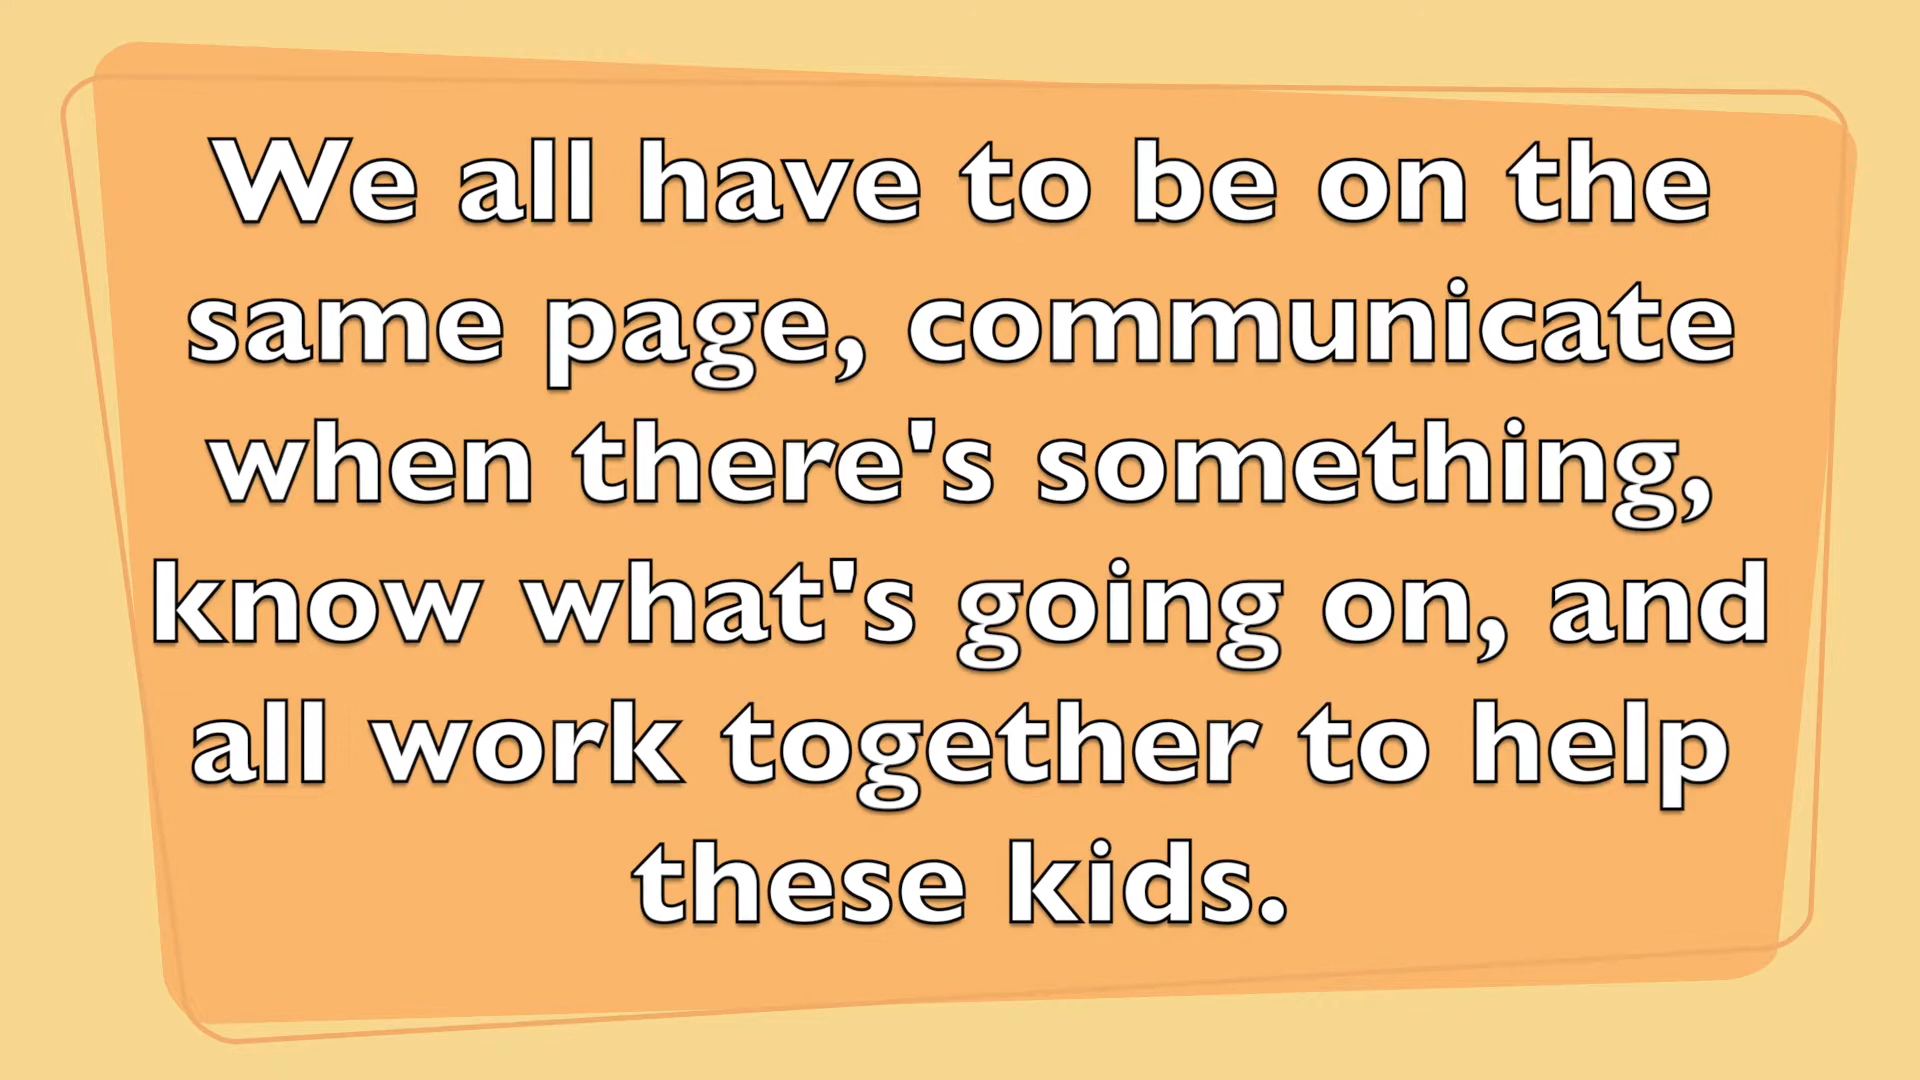 We all have to be on the
same page, communicate
when there's something,
know what's going on, and
all work together to help
these kids.